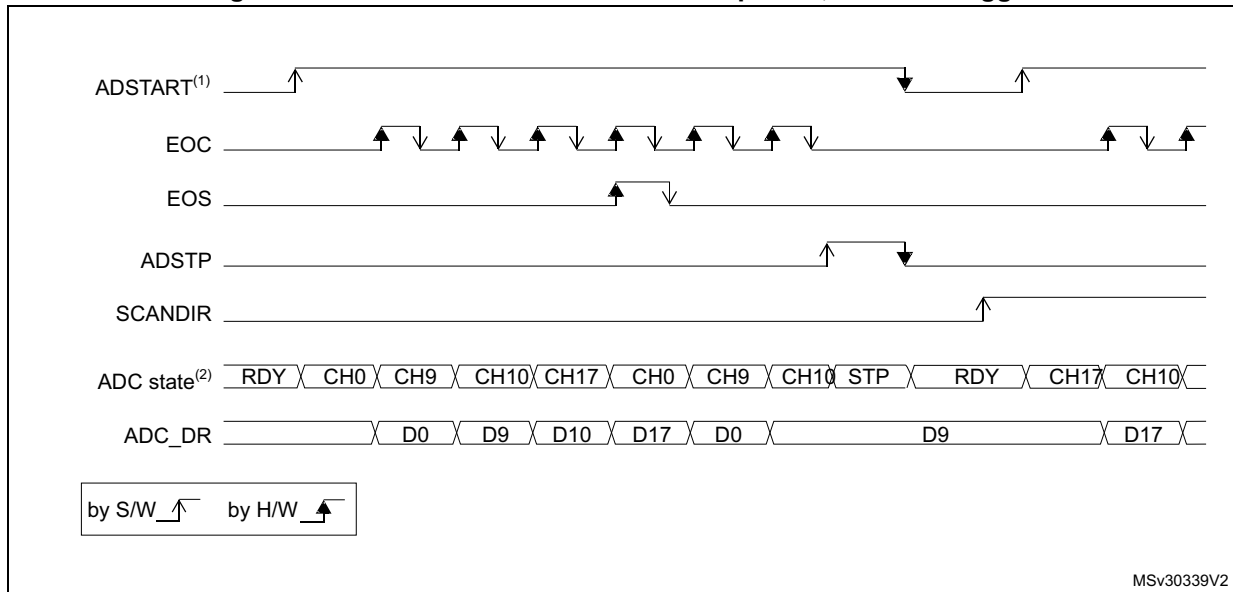 ADSTART(1)
EOC
EOS
ADSTP
SCANDIR
ADC state(2) RDY CH0 CH9 CH10 CH17 CH0 CH9 CH10 STP RDY CH17 CH10
ADC_DR D0 D9 D10 D17 D0 D9 D17
by S/W by H/W
MSv30339V2